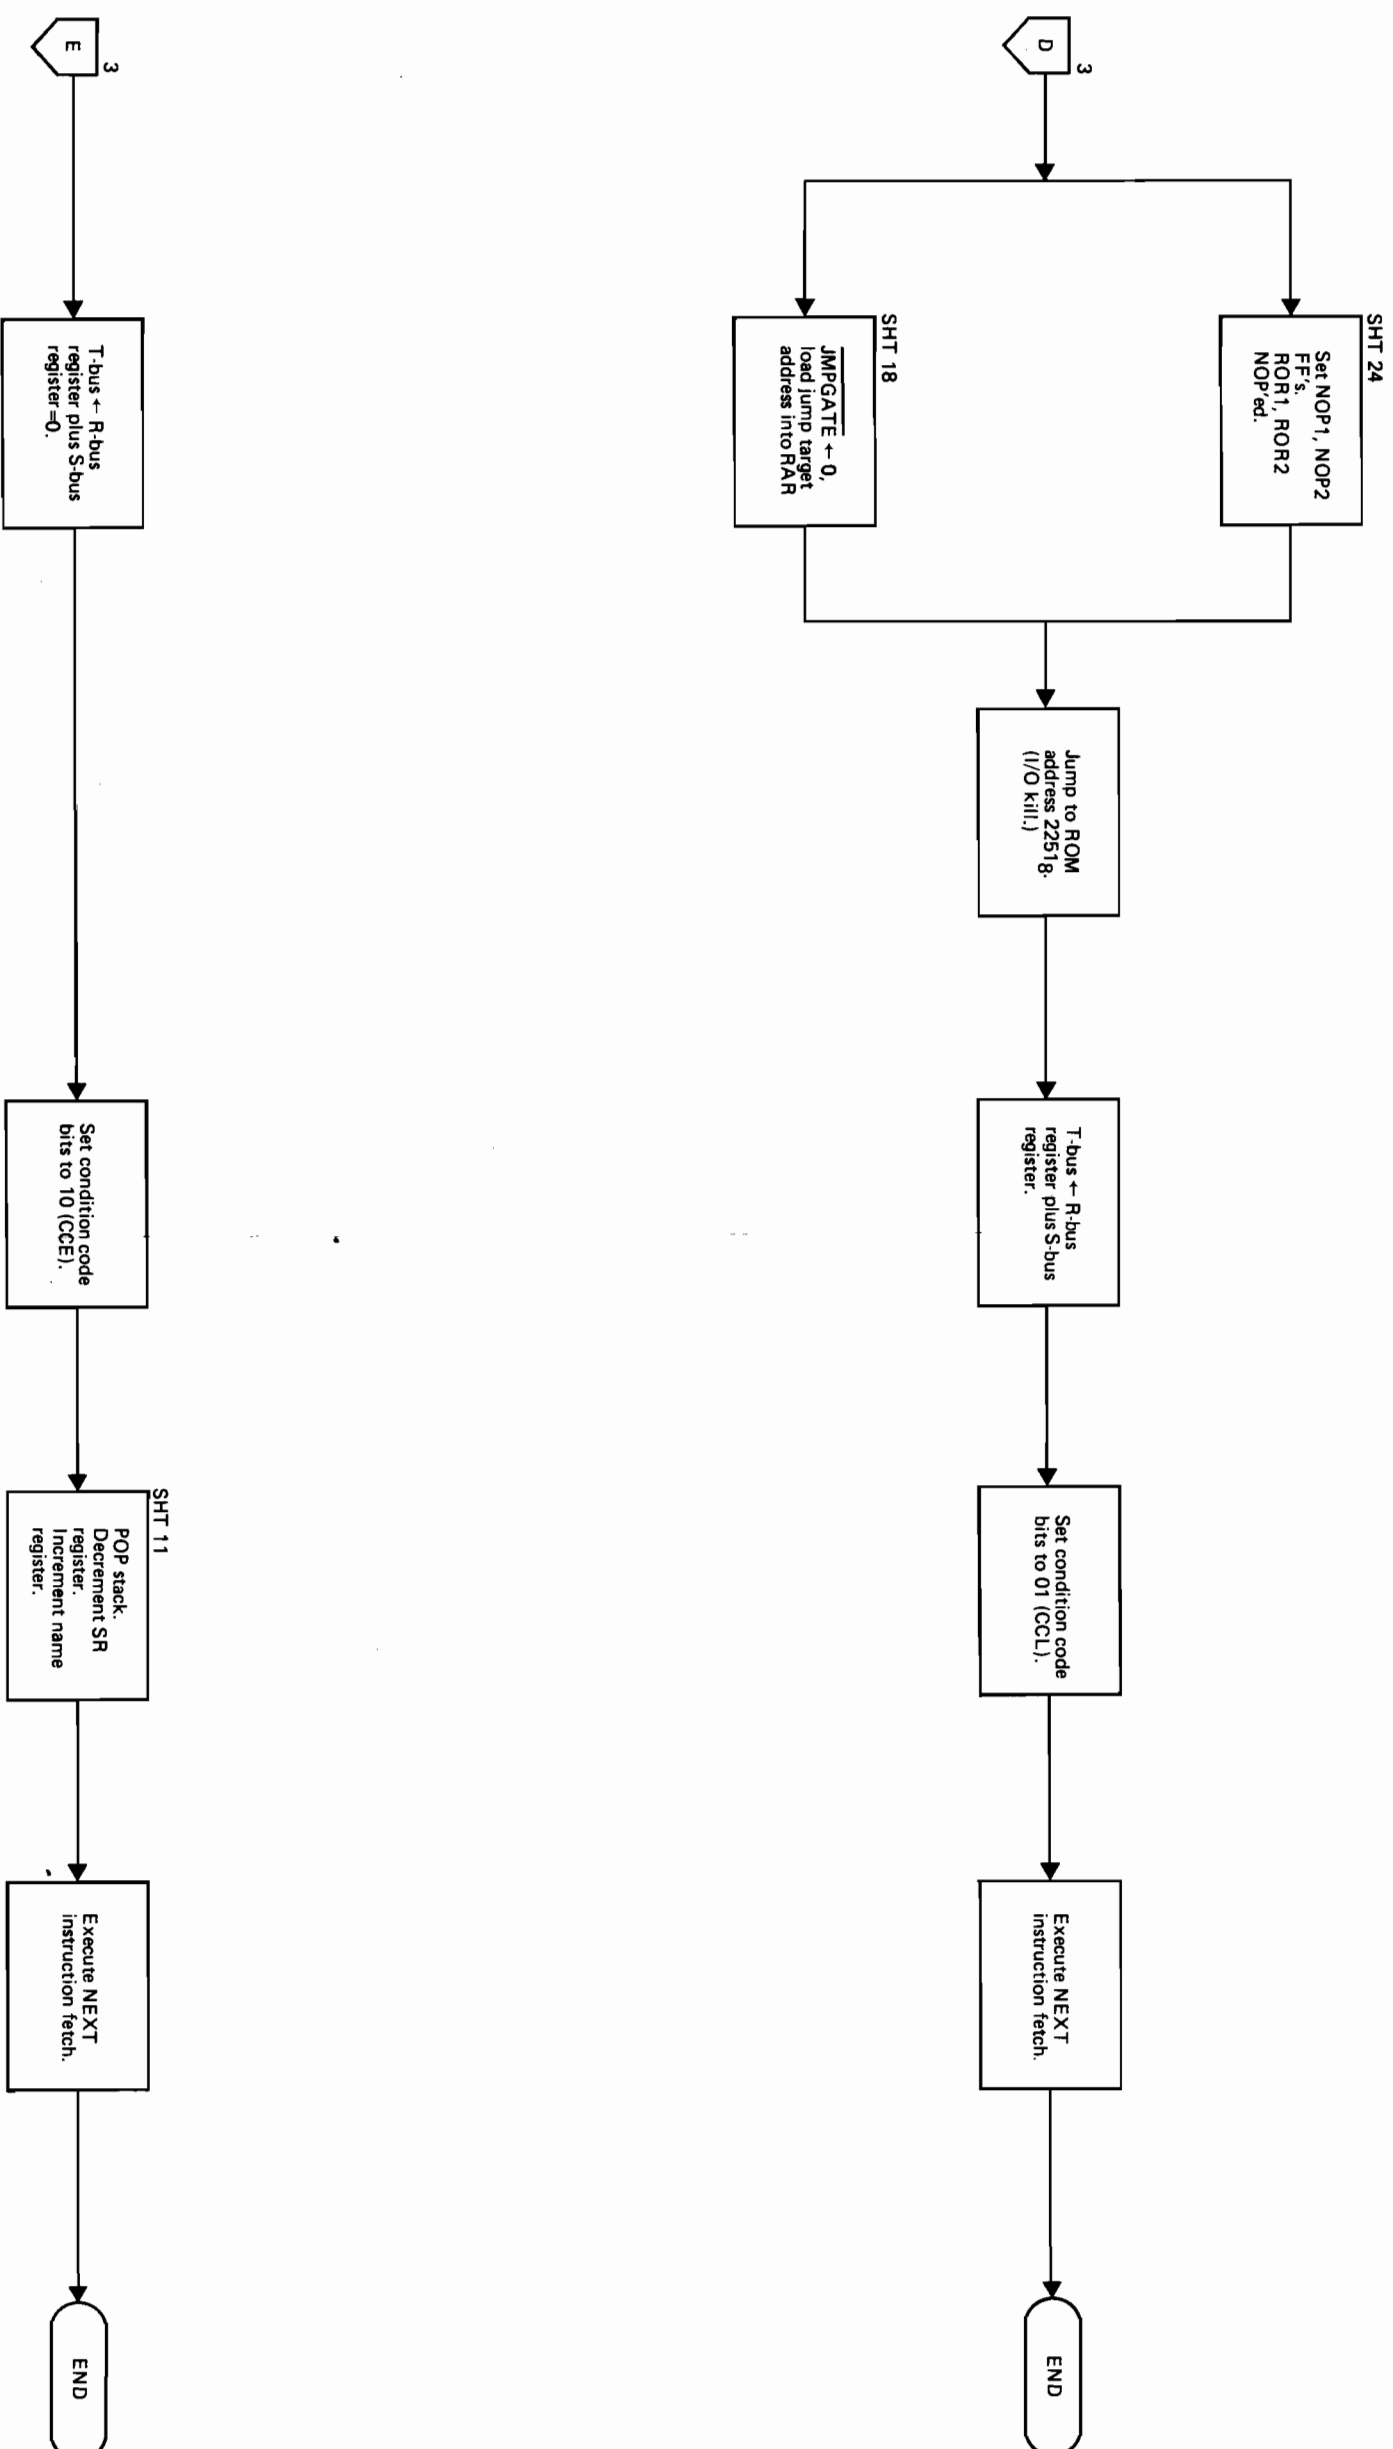 3
D
SHT 24
Set NOP1, NOP2
FF's.
ROR1, ROR2
NOP'ed.
SHT 18
JMPGATE ← 0,
load jump target
address into RAR
Jump to ROM
address 2251₈.
(I/O kill.)
T-bus ← R-bus
register plus S-bus
register.
Set condition code
bits to 01 (CCL).
Execute NEXT
instruction fetch.
END
3
E
T-bus ← R-bus
register plus S-bus
register=0.
Set condition code
bits to 10 (CCE).
SHT 11
POP stack.
Decrement SR
register.
Increment name
register.
Execute NEXT
instruction fetch.
END